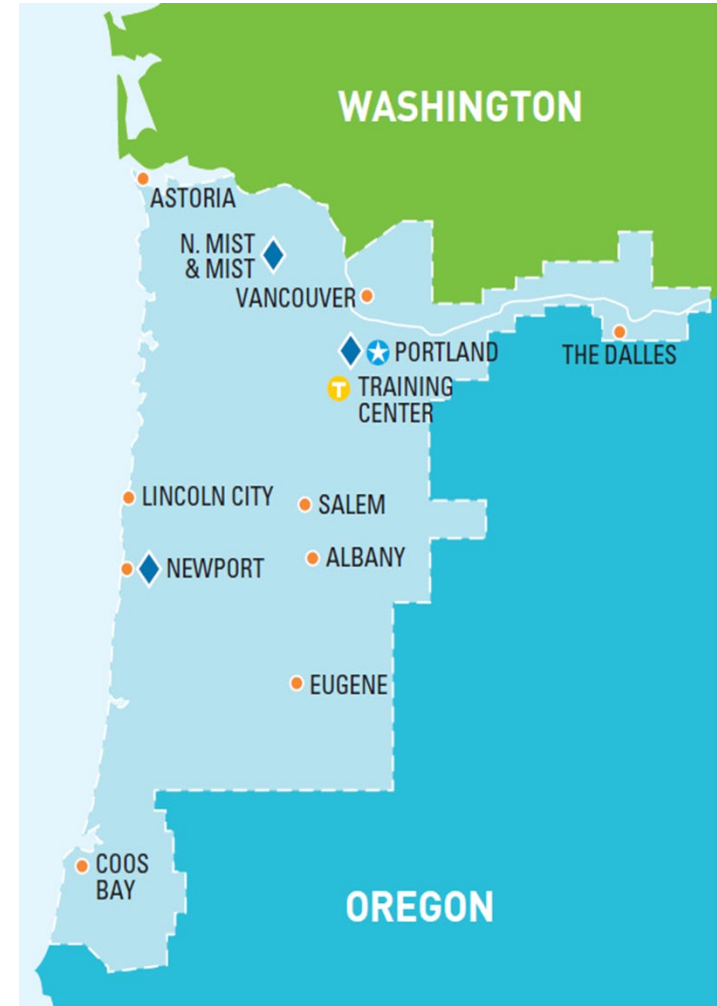 WASHINGTON
ASTORIA
N. MIST
& MIST
VANCOUVER
PORTLAND
THE DALLES
T
TRAINING
CENTER
LINCOLN CITY
SALEM
ALBANY
NEWPORT
EUGENE
COOS
BAY
OREGON